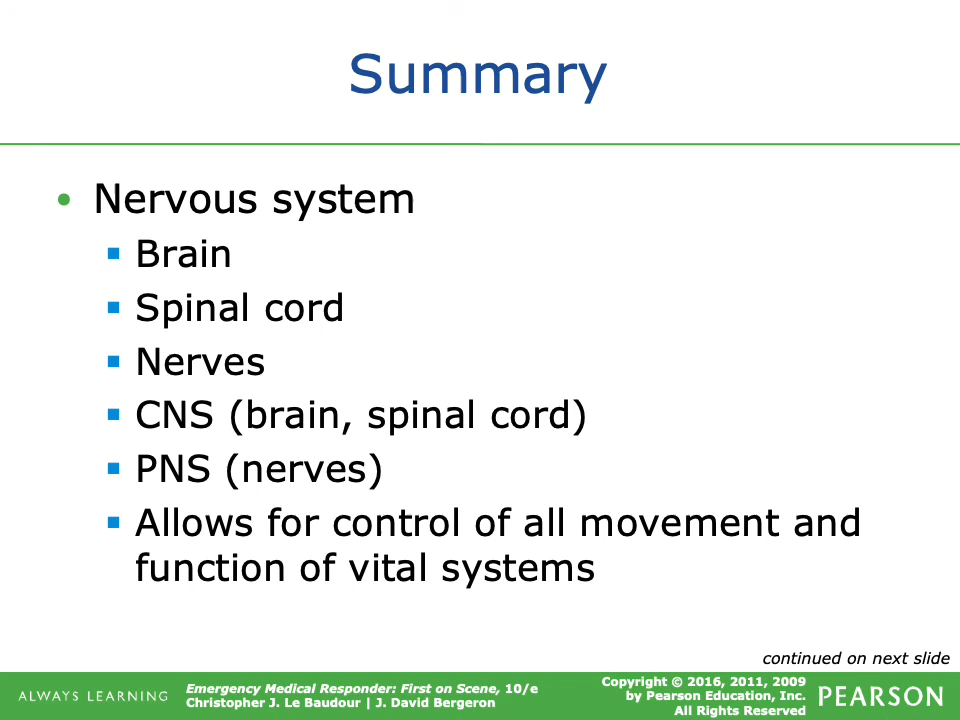 Summary
• Nervous system
▪ Brain
▪ Spinal cord
▪ Nerves
▪ CNS (brain, spinal cord)
▪ PNS (nerves)
▪ Allows for control of all movement and
function of vital systems
continued on next slide
ALWAYS LEARNING
Emergency Medical Responder: First on Scene, 10/e
Christopher J. Le Baudour | J. David Bergeron
Copyright © 2016, 2011, 2009
by Pearson Education, Inc.
All Rights Reserved
PEARSON